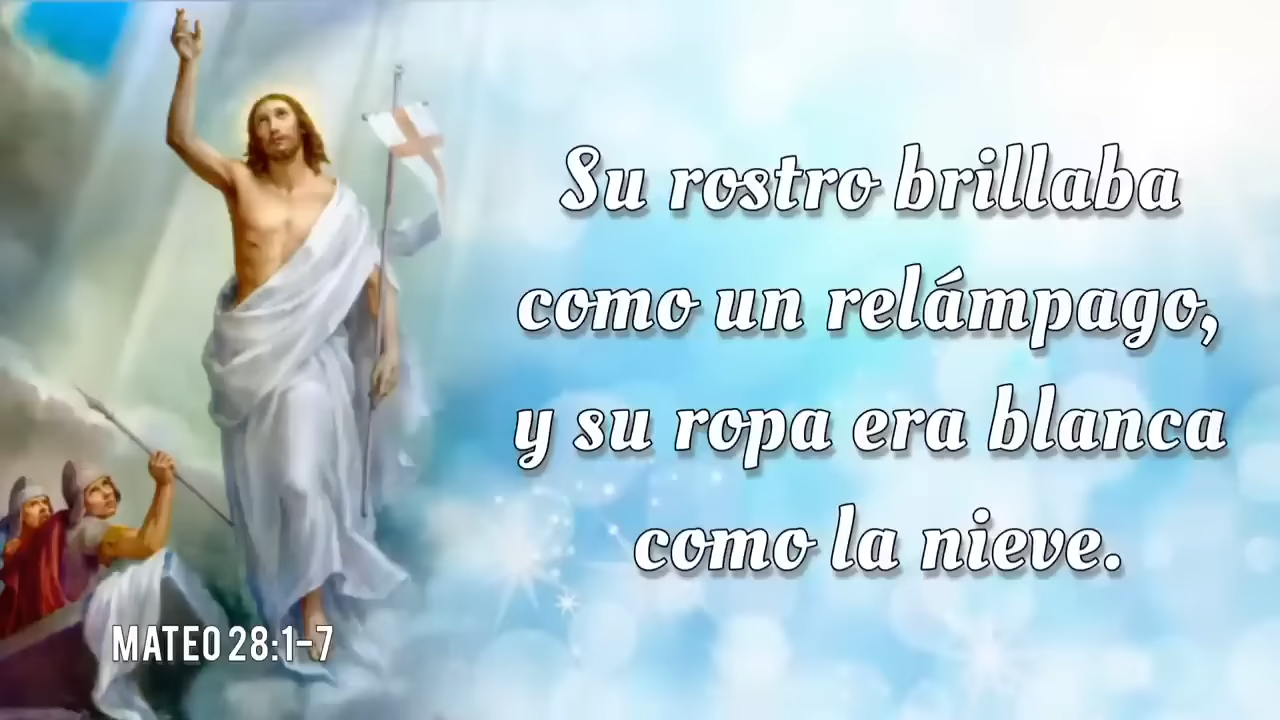 Su rostro brillaba
como un relámpago,
y su ropa era blanca
como la nieve.
MATEO 28:1-7